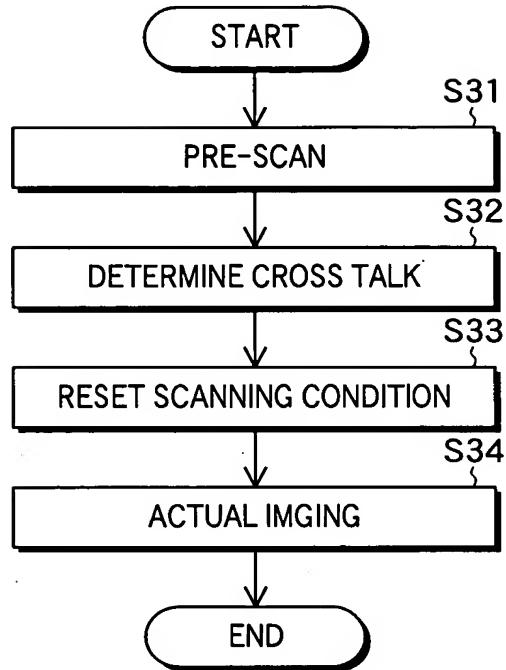 START
S31
PRE-SCAN
S32
DETERMINE CROSS TALK
S33
RESET SCANNING CONDITION
S34
ACTUAL IMGING
END